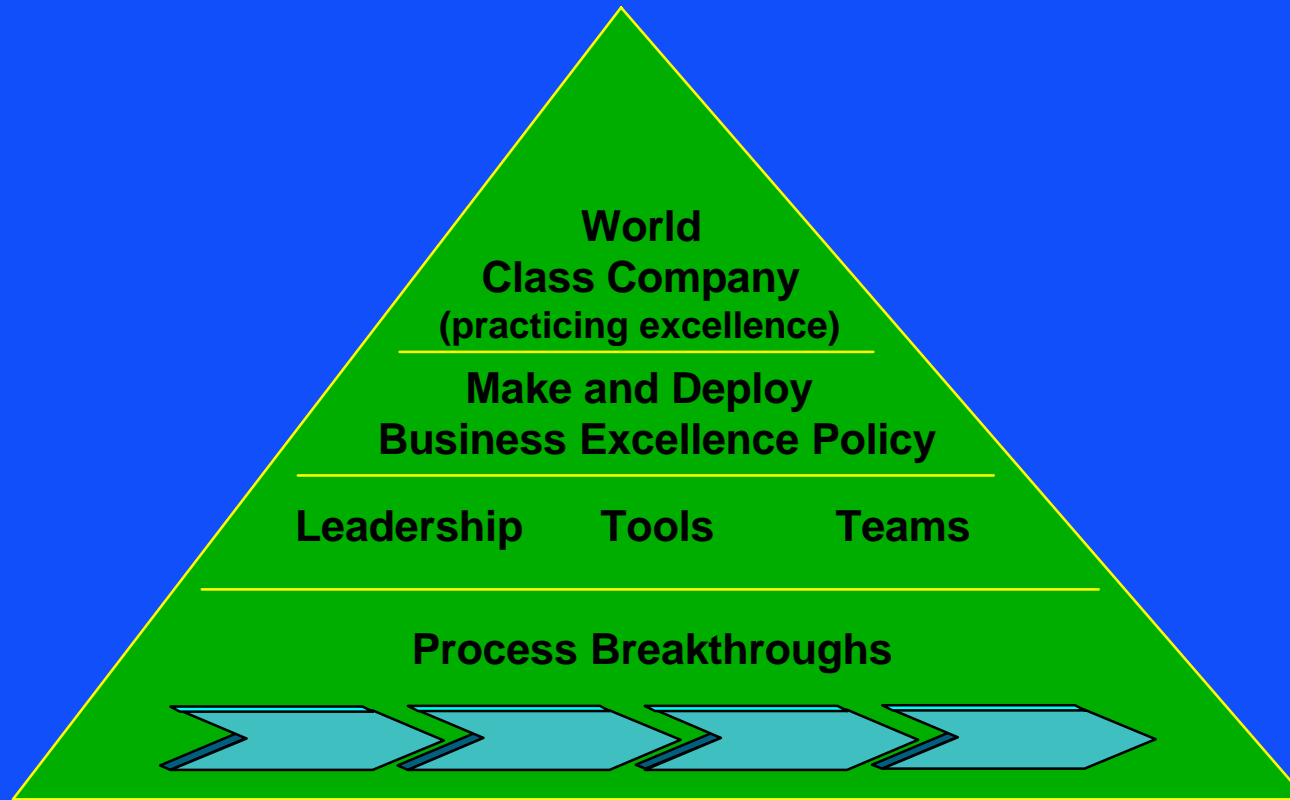 World
Class Company
(practicing excellence)
Make and Deploy
Business Excellence Policy
Leadership Tools Teams
Process Breakthroughs